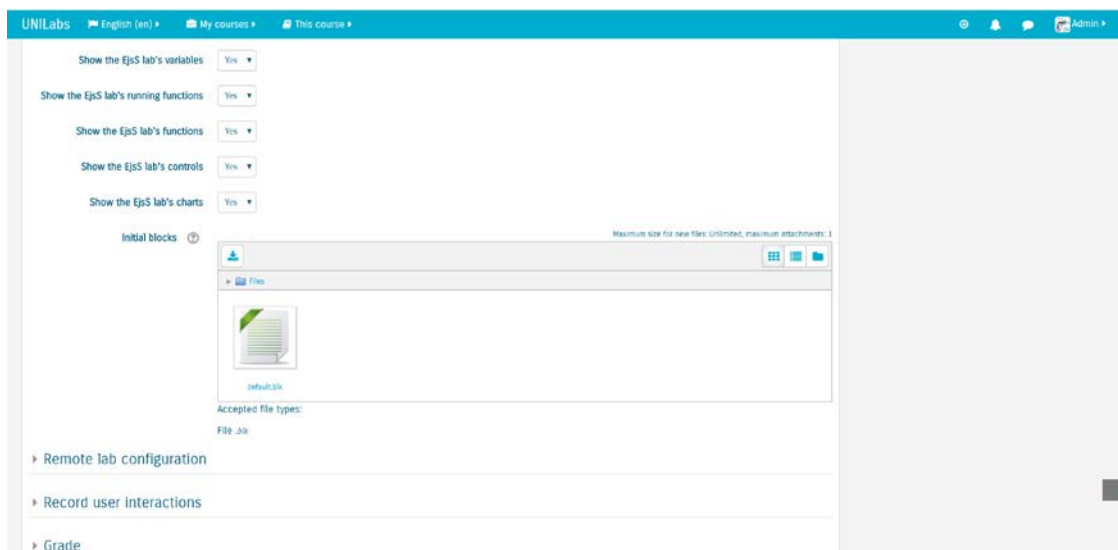 UNILabs English (en) My courses This course Admin
Show the EjsS lab's variables Yes
Show the EjsS lab's running functions Yes
Show the EjsS lab's functions Yes
Show the EjsS lab's controls Yes
Show the EjsS lab's charts Yes
Initial blocks
Maximum size for new files: Unlimited, maximum attachments: 1
Files
default.blk
Accepted file types:
File .blk
Remote lab configuration
Record user interactions
Grade